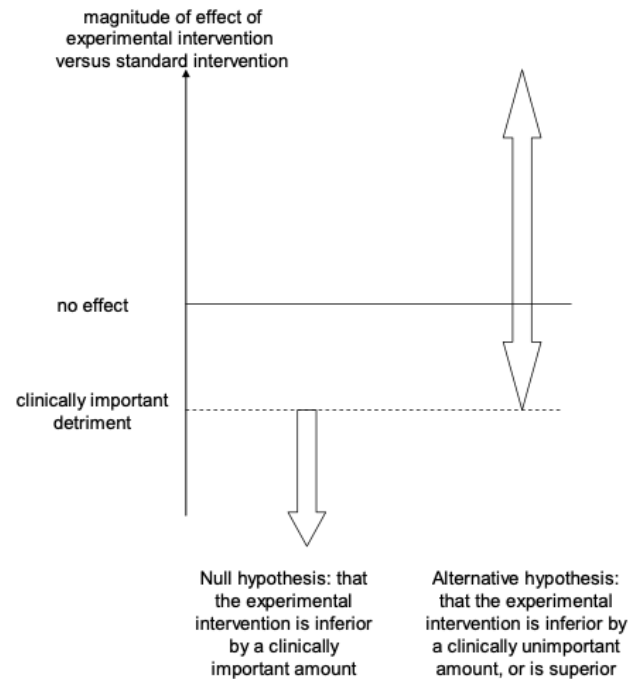 magnitude of effect of
experimental intervention
versus standard intervention
no effect
clinically important
detriment
Null hypothesis: that
the experimental
intervention is inferior
by a clinically
important amount
Alternative hypothesis:
that the experimental
intervention is inferior by
a clinically unimportant
amount, or is superior